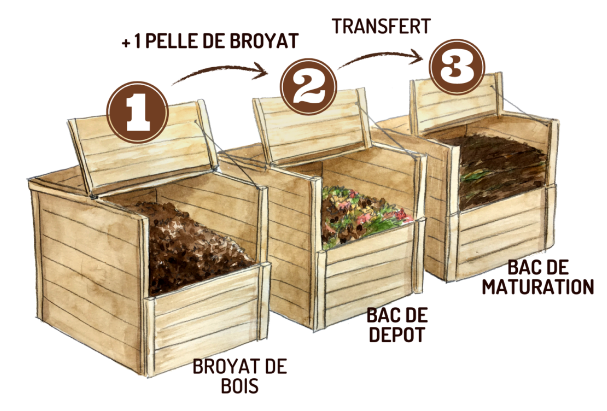 + 1 PELLE DE BROYAT
TRANSFERT
1
2
3
BROYAT DE
BOIS
BAC DE
DEPOT
BAC DE
MATURATION